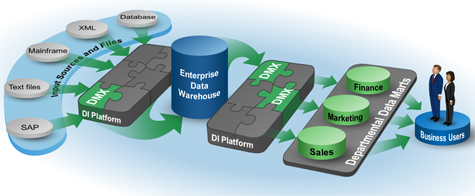 Database
XML
Mainframe
Text files
SAP
Input Sources and Files
DMX
DI Platform
Enterprise
Data
Warehouse
DMX
DMX
DI Platform
Finance
Marketing
Sales
Departmental Data Marts
Business Users